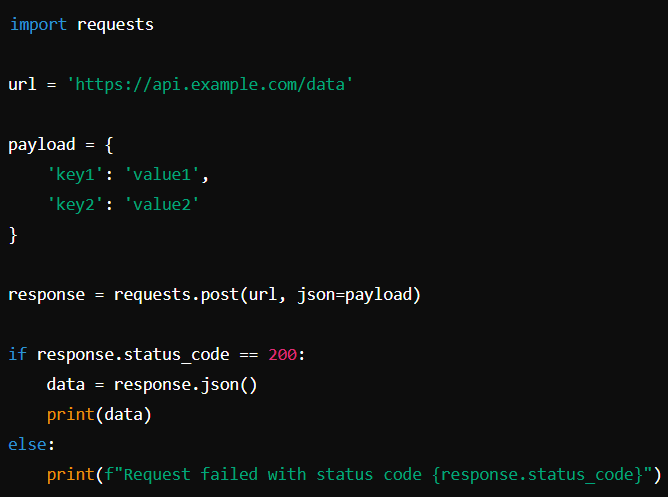 import requests

url = 'https://api.example.com/data'

payload = {
    'key1': 'value1',
    'key2': 'value2'
}

response = requests.post(url, json=payload)

if response.status_code == 200:
    data = response.json()
    print(data)
else:
    print(f"Request failed with status code {response.status_code}")